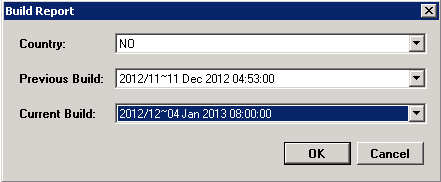 Build Report
Country: NO
Previous Build: 2012/11~11 Dec 2012 04:53:00
Current Build: 2012/12~04 Jan 2013 08:00:00
OK Cancel